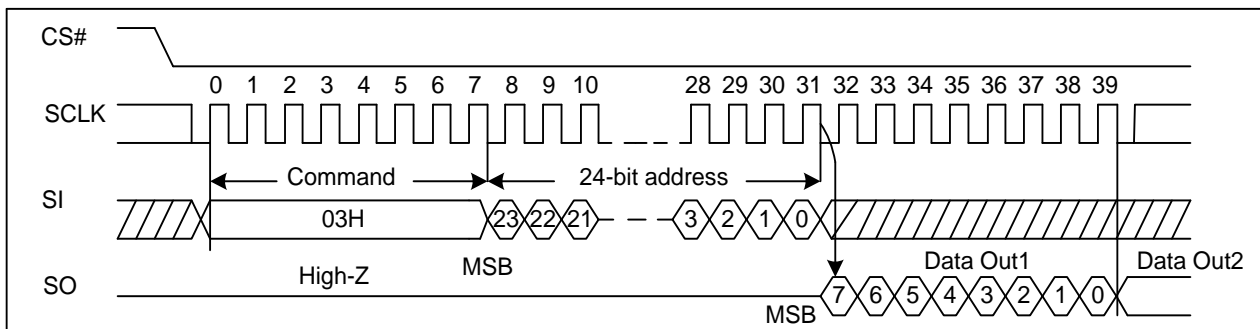 CS#
0 1 2 3 4 5 6 7 8 9 10 28 29 30 31 32 33 34 35 36 37 38 39
SCLK
Command 24-bit address
SI
03H 23 22 21 3 2 1 0
High-Z MSB Data Out1 Data Out2
SO
7 6 5 4 3 2 1 0
MSB